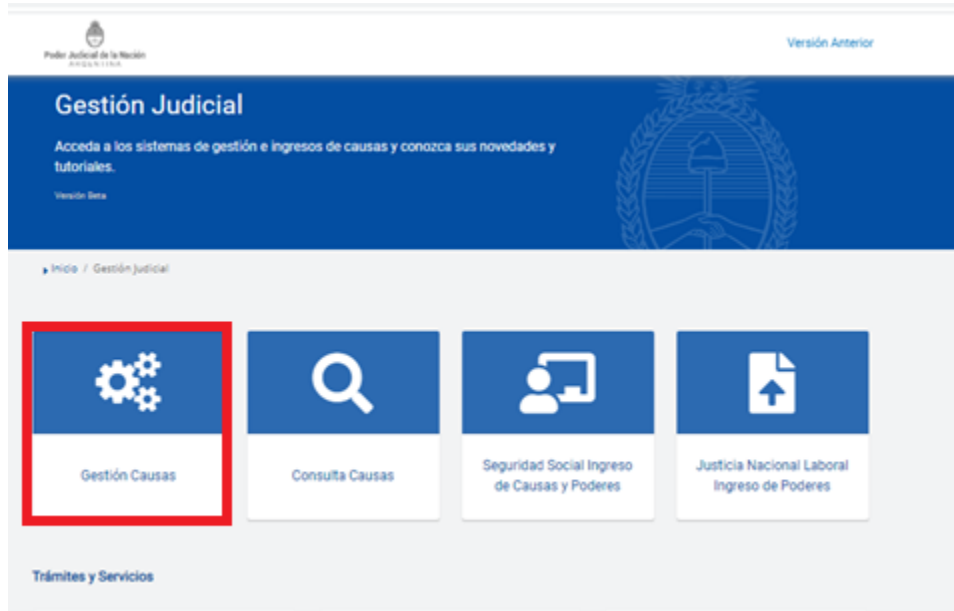 Poder Judicial de la Nación
ARGENTINA
Versión Anterior
Gestión Judicial
Acceda a los sistemas de gestión e ingresos de causas y conozca sus novedades y
tutoriales.
Versión Beta
Inicio / Gestión Judicial
Gestión Causas
Consulta Causas
Seguridad Social Ingreso
de Causas y Poderes
Justicia Nacional Laboral
Ingreso de Poderes
Trámites y Servicios